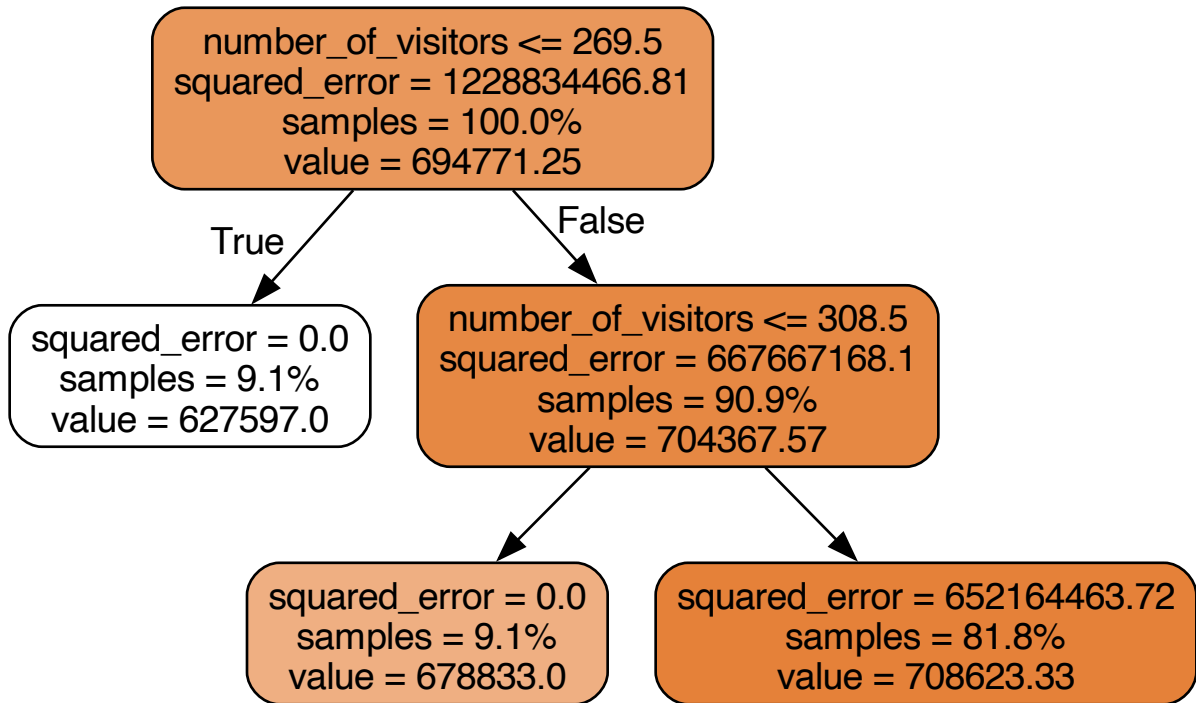 number_of_visitors <= 269.5
squared_error = 1228834466.81
samples = 100.0%
value = 694771.25
True
False
squared_error = 0.0
samples = 9.1%
value = 627597.0
number_of_visitors <= 308.5
squared_error = 667667168.1
samples = 90.9%
value = 704367.57
squared_error = 0.0
samples = 9.1%
value = 678833.0
squared_error = 652164463.72
samples = 81.8%
value = 708623.33